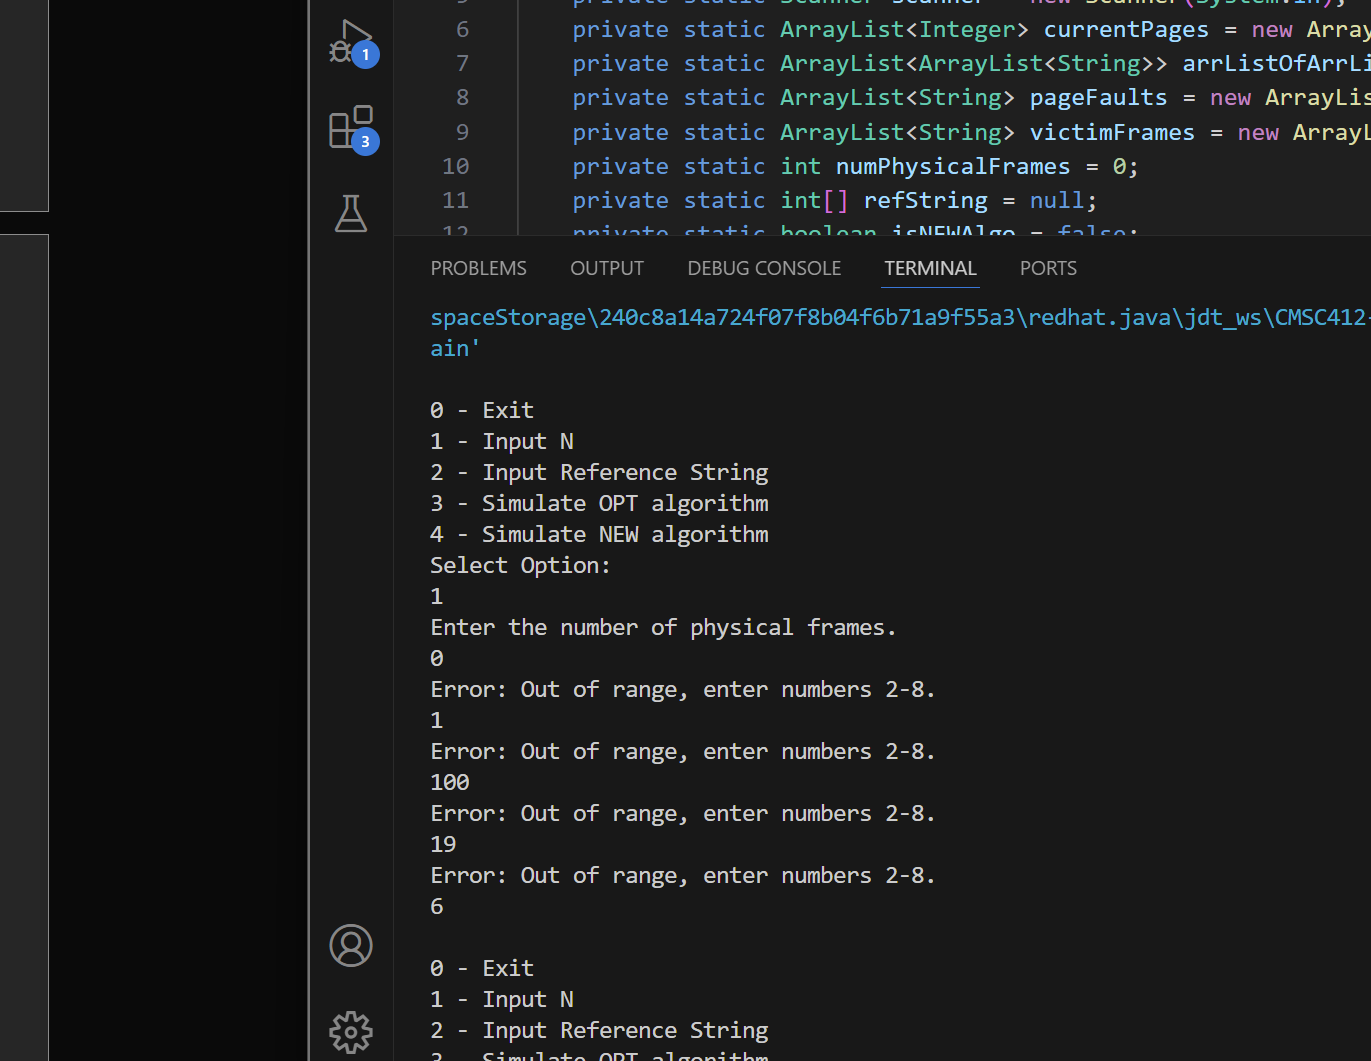 1
3
5 private static Scanner scanner = new Scanner(System.in);
6 private static ArrayList<Integer> currentPages = new Array
7 private static ArrayList<ArrayList<String>> arrListOfArrLi
8 private static ArrayList<String> pageFaults = new ArrayLis
9 private static ArrayList<String> victimFrames = new ArrayL
10 private static int numPhysicalFrames = 0;
11 private static int[] refString = null;
12 private static boolean isNEWAlgo = false;
PROBLEMS OUTPUT DEBUG CONSOLE TERMINAL PORTS
spaceStorage\240c8a14a724f07f8b04f6b71a9f55a3\redhat.java\jdt_ws\CMSC412-
ain'
0 - Exit
1 - Input N
2 - Input Reference String
3 - Simulate OPT algorithm
4 - Simulate NEW algorithm
Select Option:
1
Enter the number of physical frames.
0
Error: Out of range, enter numbers 2-8.
1
Error: Out of range, enter numbers 2-8.
100
Error: Out of range, enter numbers 2-8.
19
Error: Out of range, enter numbers 2-8.
6
0 - Exit
1 - Input N
2 - Input Reference String
3 - Simulate OPT algorithm